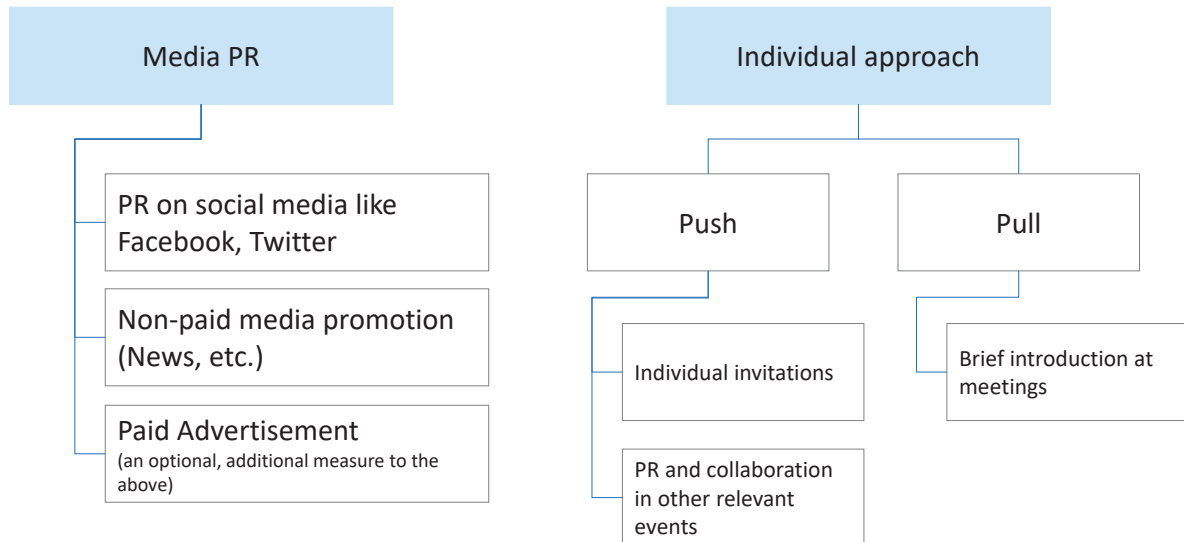 Media PR
PR on social media like
Facebook, Twitter
Non-paid media promotion
(News, etc.)
Paid Advertisement
(an optional, additional measure to the
above)
Individual approach
Push
Individual invitations
PR and collaboration
in other relevant
events
Pull
Brief introduction at
meetings